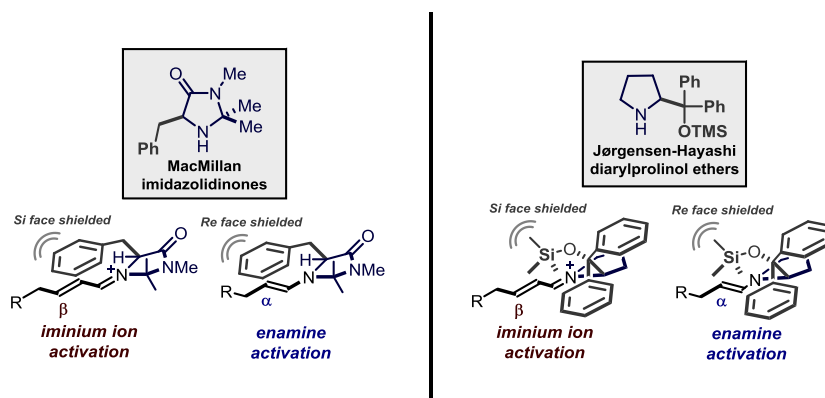 O
Me
N
Me
N
H
Me
Ph
MacMillan
imidazolidinones
Si face shielded
H
O
+
N
NMe
R
β
iminium ion
activation
Re face shielded
H
O
N
NMe
R
α
enamine
activation
Ph
Ph
N
H
OTMS
Jørgensen-Hayashi
diarylprolinol ethers
Si face shielded
Si
O
+
N
R
β
iminium ion
activation
Re face shielded
Si
O
N
R
α
enamine
activation